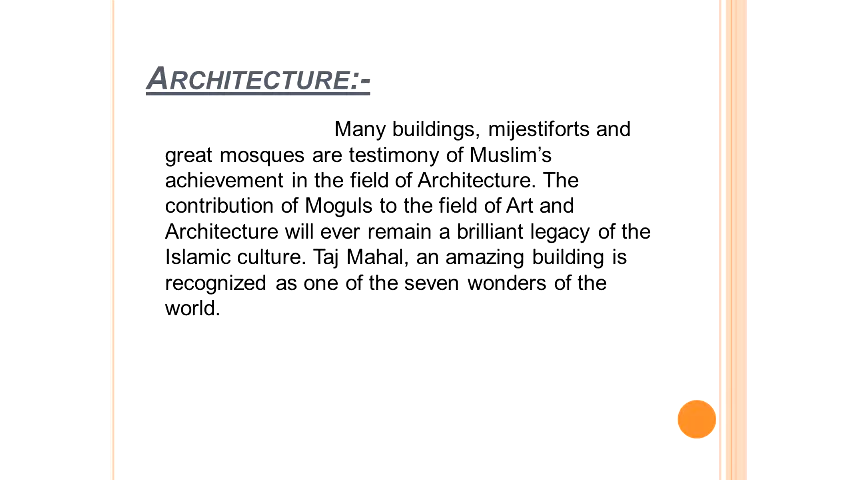 ARCHITECTURE:-
Many buildings, mijestiforts and
great mosques are testimony of Muslim’s
achievement in the field of Architecture. The
contribution of Moguls to the field of Art and
Architecture will ever remain a brilliant legacy of the
Islamic culture. Taj Mahal, an amazing building is
recognized as one of the seven wonders of the
world.